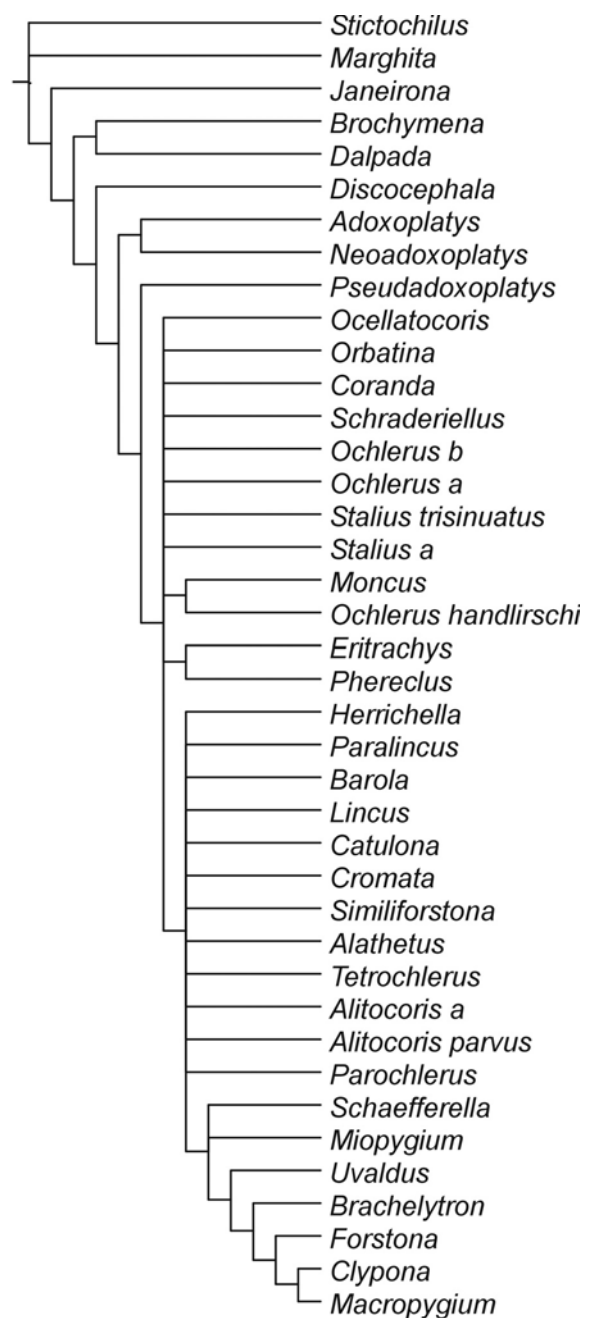 Stictochilus
Marghita
Janeirona
Brochymena
Dalpada
Discocephala
Adoxoplatys
Neoadoxoplatys
Pseudadoxoplatys
Ocellatocoris
Orbatina
Coranda
Schraderiellus
Ochlerus b
Ochlerus a
Stalius trisinuatus
Stalius a
Moncus
Ochlerus handlirschi
Eritrachys
Phereclus
Herrichella
Paralincus
Barola
Lincus
Catulona
Cromata
Similiforstona
Alathetus
Tetrochlerus
Alitocoris a
Alitocoris parvus
Parochlerus
Schaefferella
Miopygium
Uvaldus
Brachelytron
Forstona
Clypona
Macropygium